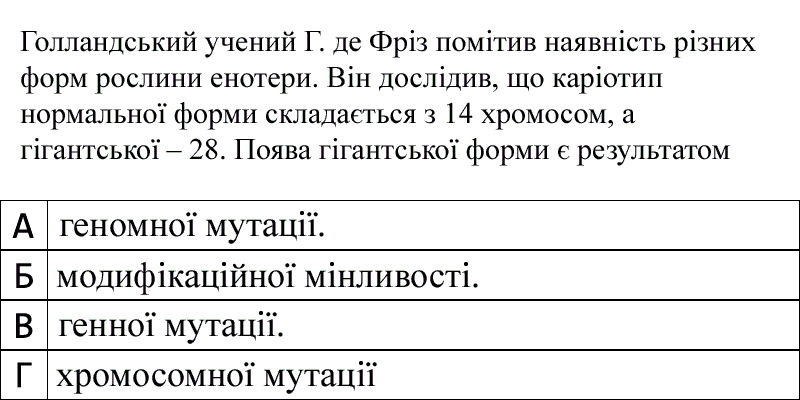 Голландський учений Г. де Фріз помітив наявність різних
форм рослини енотери. Він дослідив, що каріотип
нормальної форми складається з 14 хромосом, а
гігантської – 28. Поява гігантської форми є результатом
А геномної мутації.
Б модифікаційної мінливості.
В генної мутації.
Г хромосомної мутації